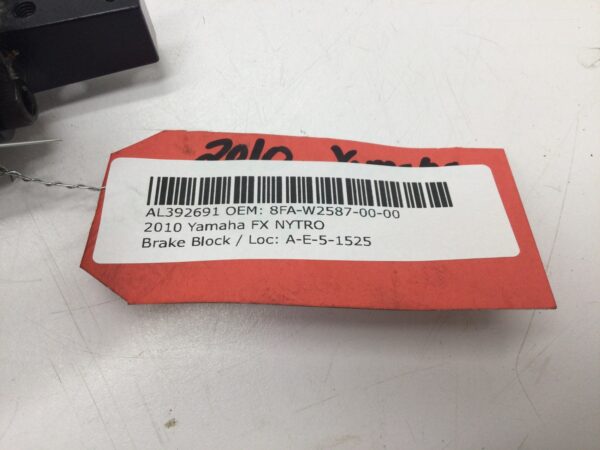 2010 Yamaha
AL392691 OEM: 8FA-W2587-00-00
2010 Yamaha FX NYTRO
Brake Block / Loc: A-E-5-1525